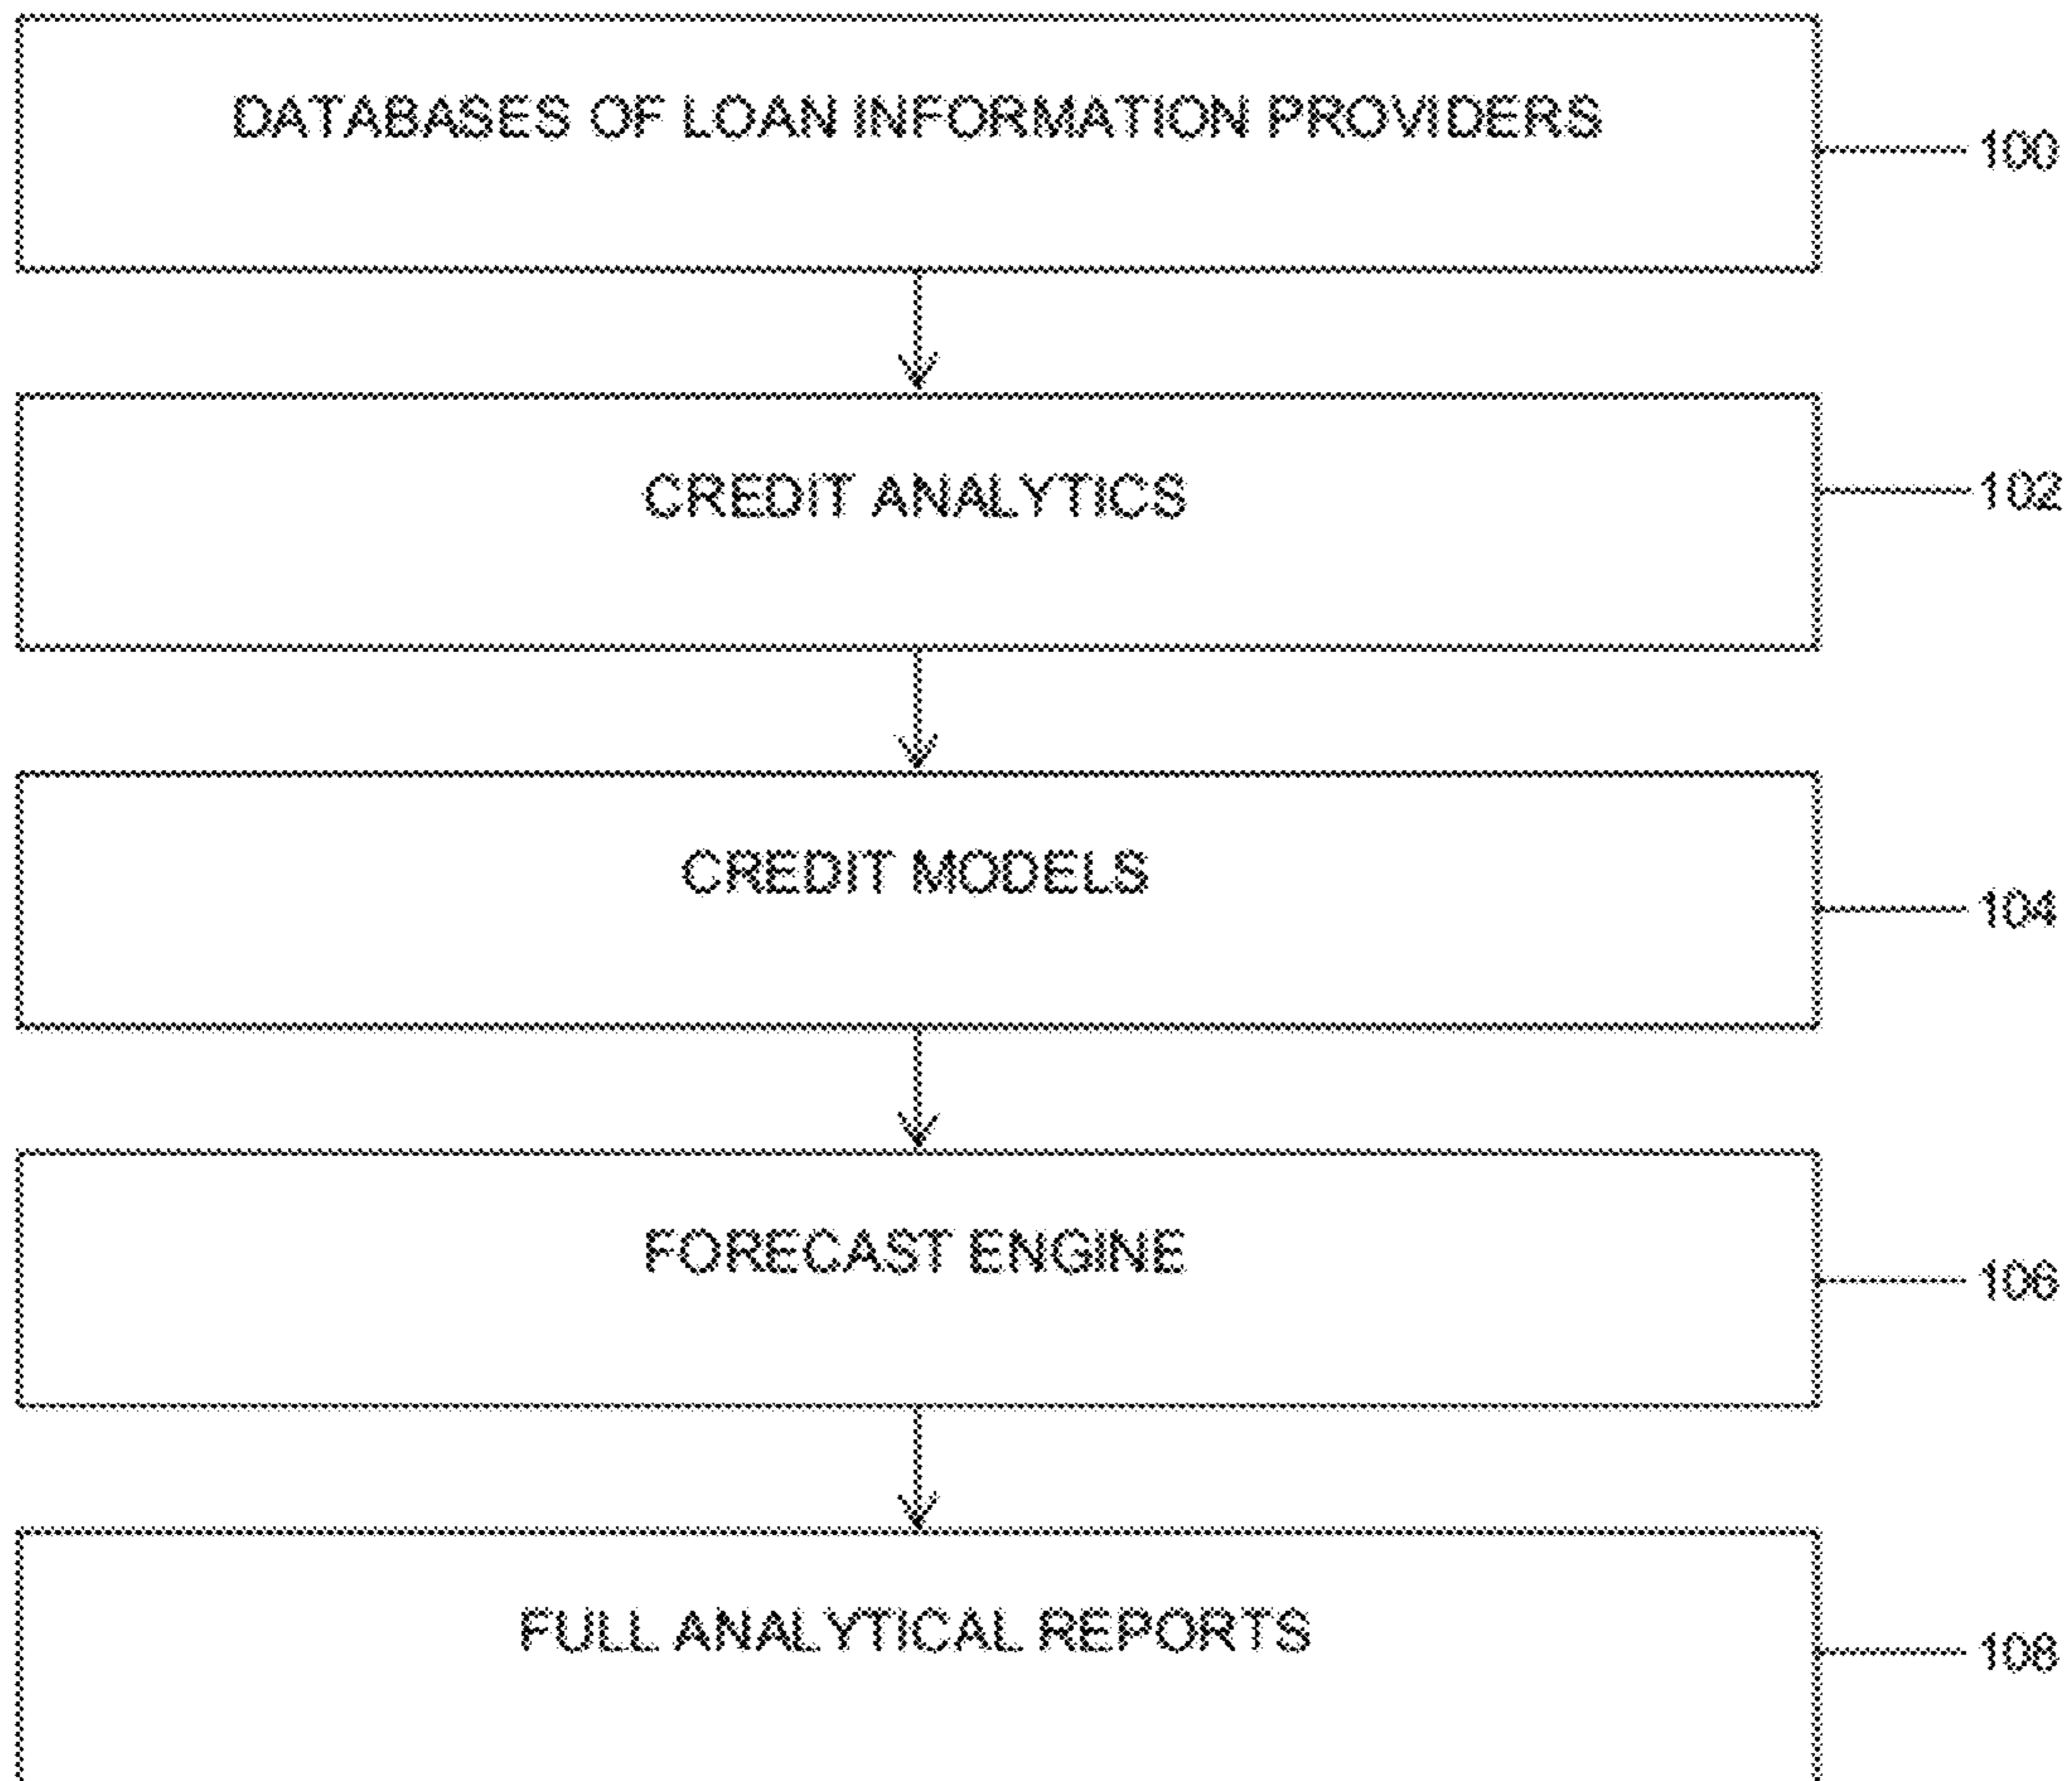 DATABASES OF LOAN INFORMATION PROVIDERS
100
CREDIT ANALYTICS
102
CREDIT MODELS
104
FORECAST ENGINE
106
FULL ANALYTICAL REPORTS
108